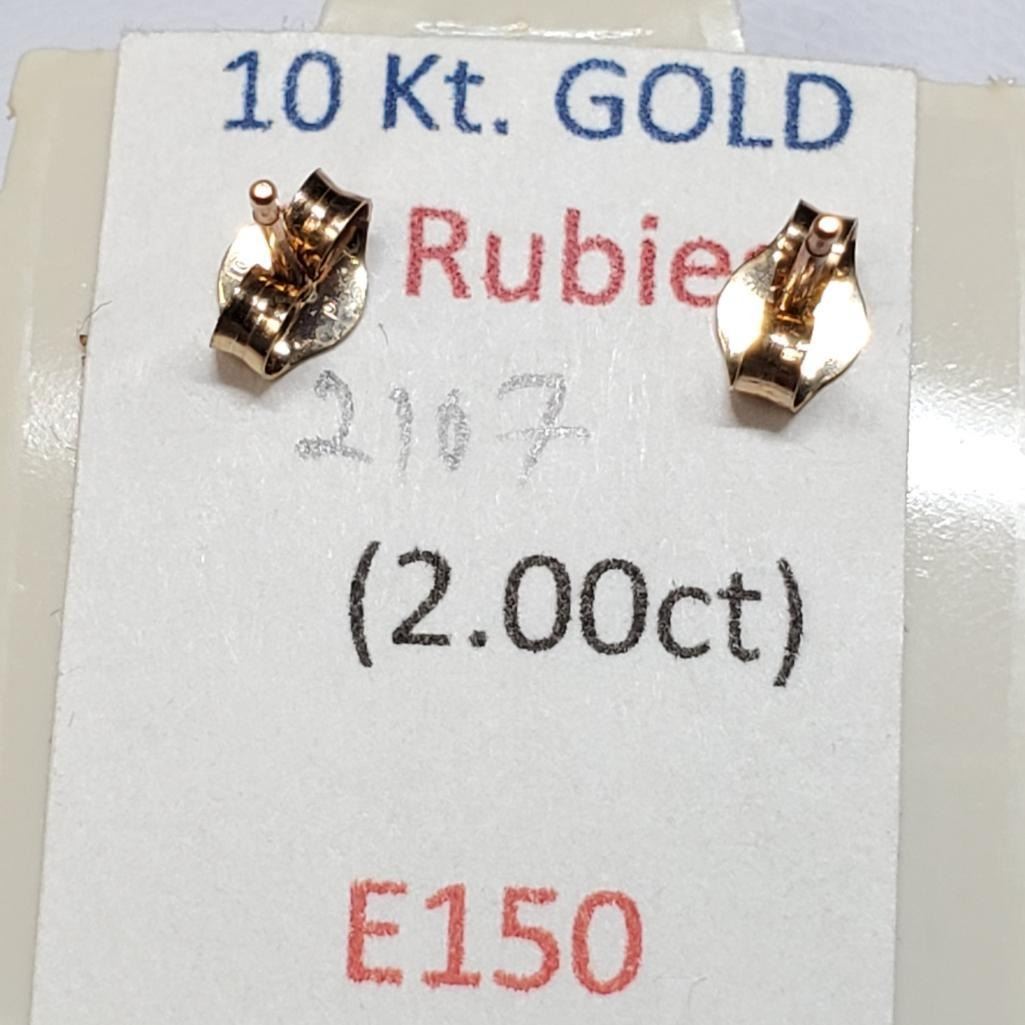 10 Kt. GOLD
Rubies
2107
(2.00ct)
E150